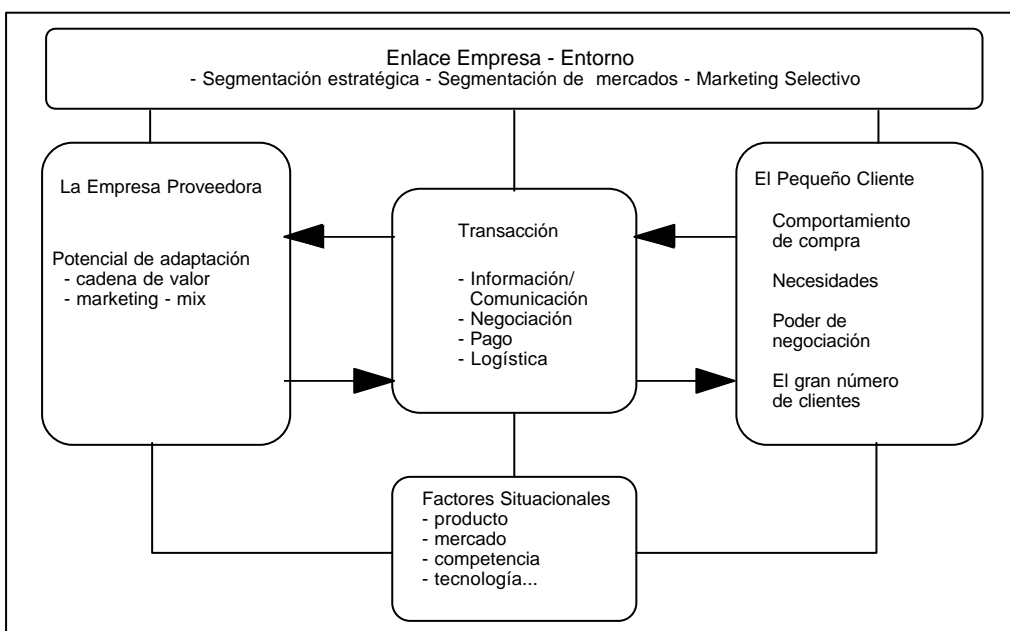 Enlace Empresa - Entorno
- Segmentación estratégica - Segmentación de mercados - Marketing Selectivo
La Empresa Proveedora
Potencial de adaptación
- cadena de valor
- marketing - mix
Transacción
- Información/
Comunicación
- Negociación
- Pago
- Logística
El Pequeño Cliente
Comportamiento
de compra
Necesidades
Poder de
negociación
El gran número
de clientes
Factores Situacionales
- producto
- mercado
- competencia
- tecnología...